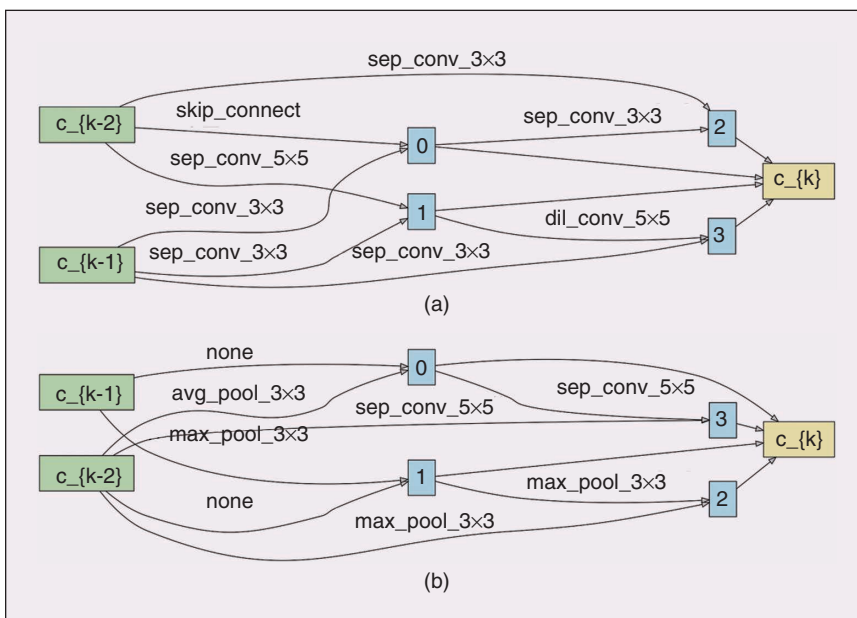 sep_conv_3×3
c_{k-2}
skip_connect
sep_conv_3×3
2
0
sep_conv_5×5
c_{k}
sep_conv_3×3
1
dil_conv_5×5
3
sep_conv_3×3
sep_conv_3×3
c_{k-1}
(a)
none
0
c_{k-1}
avg_pool_3×3
sep_conv_5×5
sep_conv_5×5
3
max_pool_3×3
c_{k}
c_{k-2}
1
max_pool_3×3
none
2
max_pool_3×3
(b)